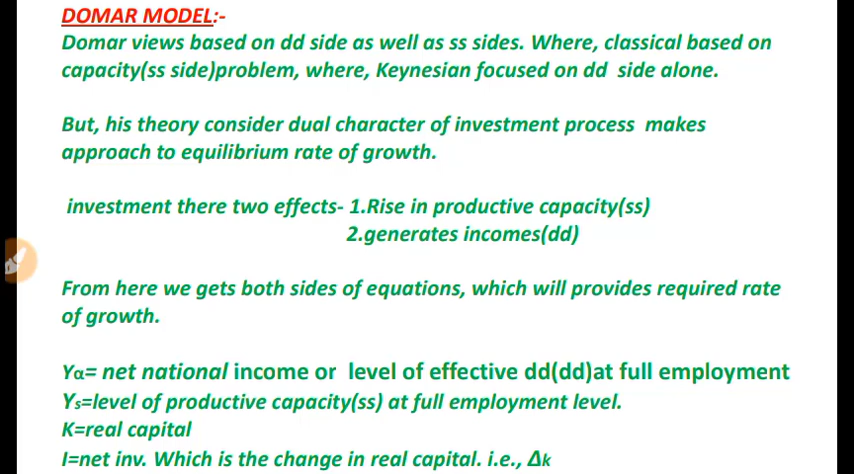 DOMAR MODEL:-
Domar views based on dd side as well as ss sides. Where, classical based on
capacity(ss side)problem, where, Keynesian focused on dd side alone.
But, his theory consider dual character of investment process makes
approach to equilibrium rate of growth.
investment there two effects- 1.Rise in productive capacity(ss)
2.generates incomes(dd)
From here we gets both sides of equations, which will provides required rate
of growth.
Yα= net national income or level of effective dd(dd)at full employment
Ys=level of productive capacity(ss) at full employment level.
K=real capital
I=net inv. Which is the change in real capital. i.e., Δk